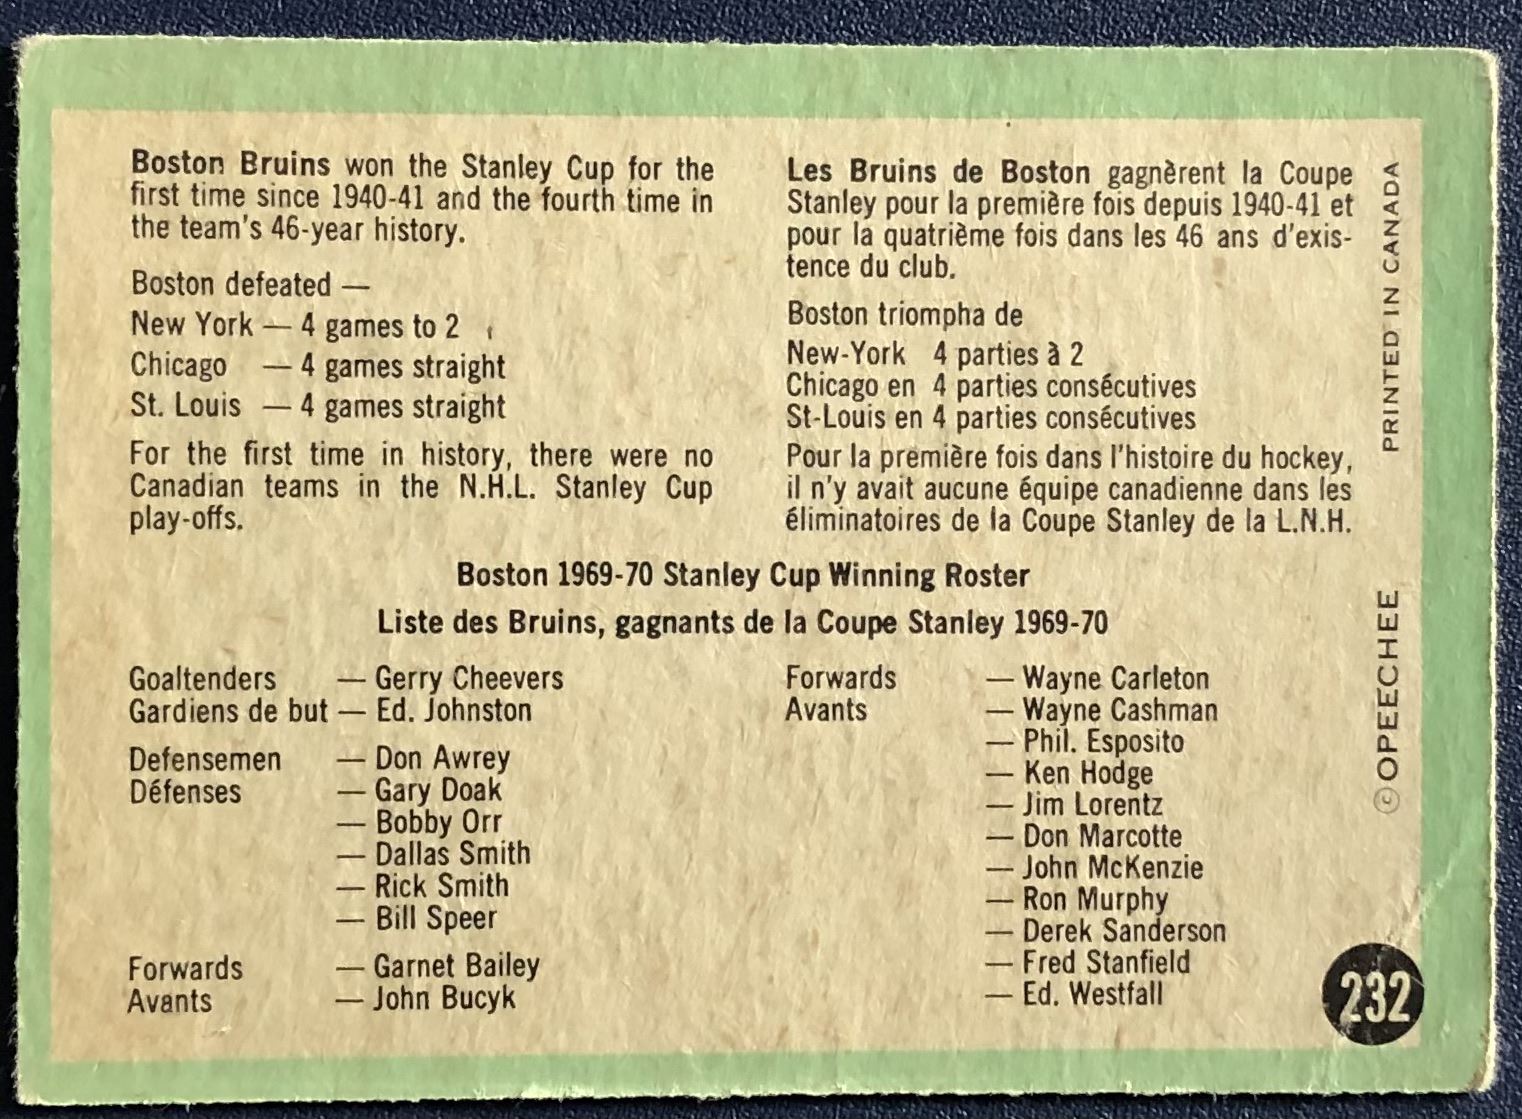 Boston Bruins won the Stanley Cup for the
first time since 1940-41 and the fourth time in
the team's 46-year history.
Boston defeated —
New York — 4 games to 2
Chicago — 4 games straight
St. Louis — 4 games straight
For the first time in history, there were no
Canadian teams in the N.H.L. Stanley Cup
play-offs.
Les Bruins de Boston gagnèrent la Coupe
Stanley pour la première fois depuis 1940-41 et
pour la quatrième fois dans les 46 ans d'exis-
tence du club.
Boston triompha de
New-York 4 parties à 2
Chicago en 4 parties consécutives
St-Louis en 4 parties consécutives
Pour la première fois dans l'histoire du hockey,
il n'y avait aucune équipe canadienne dans les
éliminatoires de la Coupe Stanley de la L.N.H.
Boston 1969-70 Stanley Cup Winning Roster
Liste des Bruins, gagnants de la Coupe Stanley 1969-70
Goaltenders — Gerry Cheevers
Gardiens de but — Ed. Johnston
Defensemen — Don Awrey
Défenses — Gary Doak
— Bobby Orr
— Dallas Smith
— Rick Smith
— Bill Speer
Forwards — Garnet Bailey
Avants — John Bucyk
Forwards — Wayne Carleton
Avants — Wayne Cashman
— Phil. Esposito
— Ken Hodge
— Jim Lorentz
— Don Marcotte
— John McKenzie
— Ron Murphy
— Derek Sanderson
— Fred Stanfield
— Ed. Westfall
PRINTED IN CANADA
© OPEECHEE
232